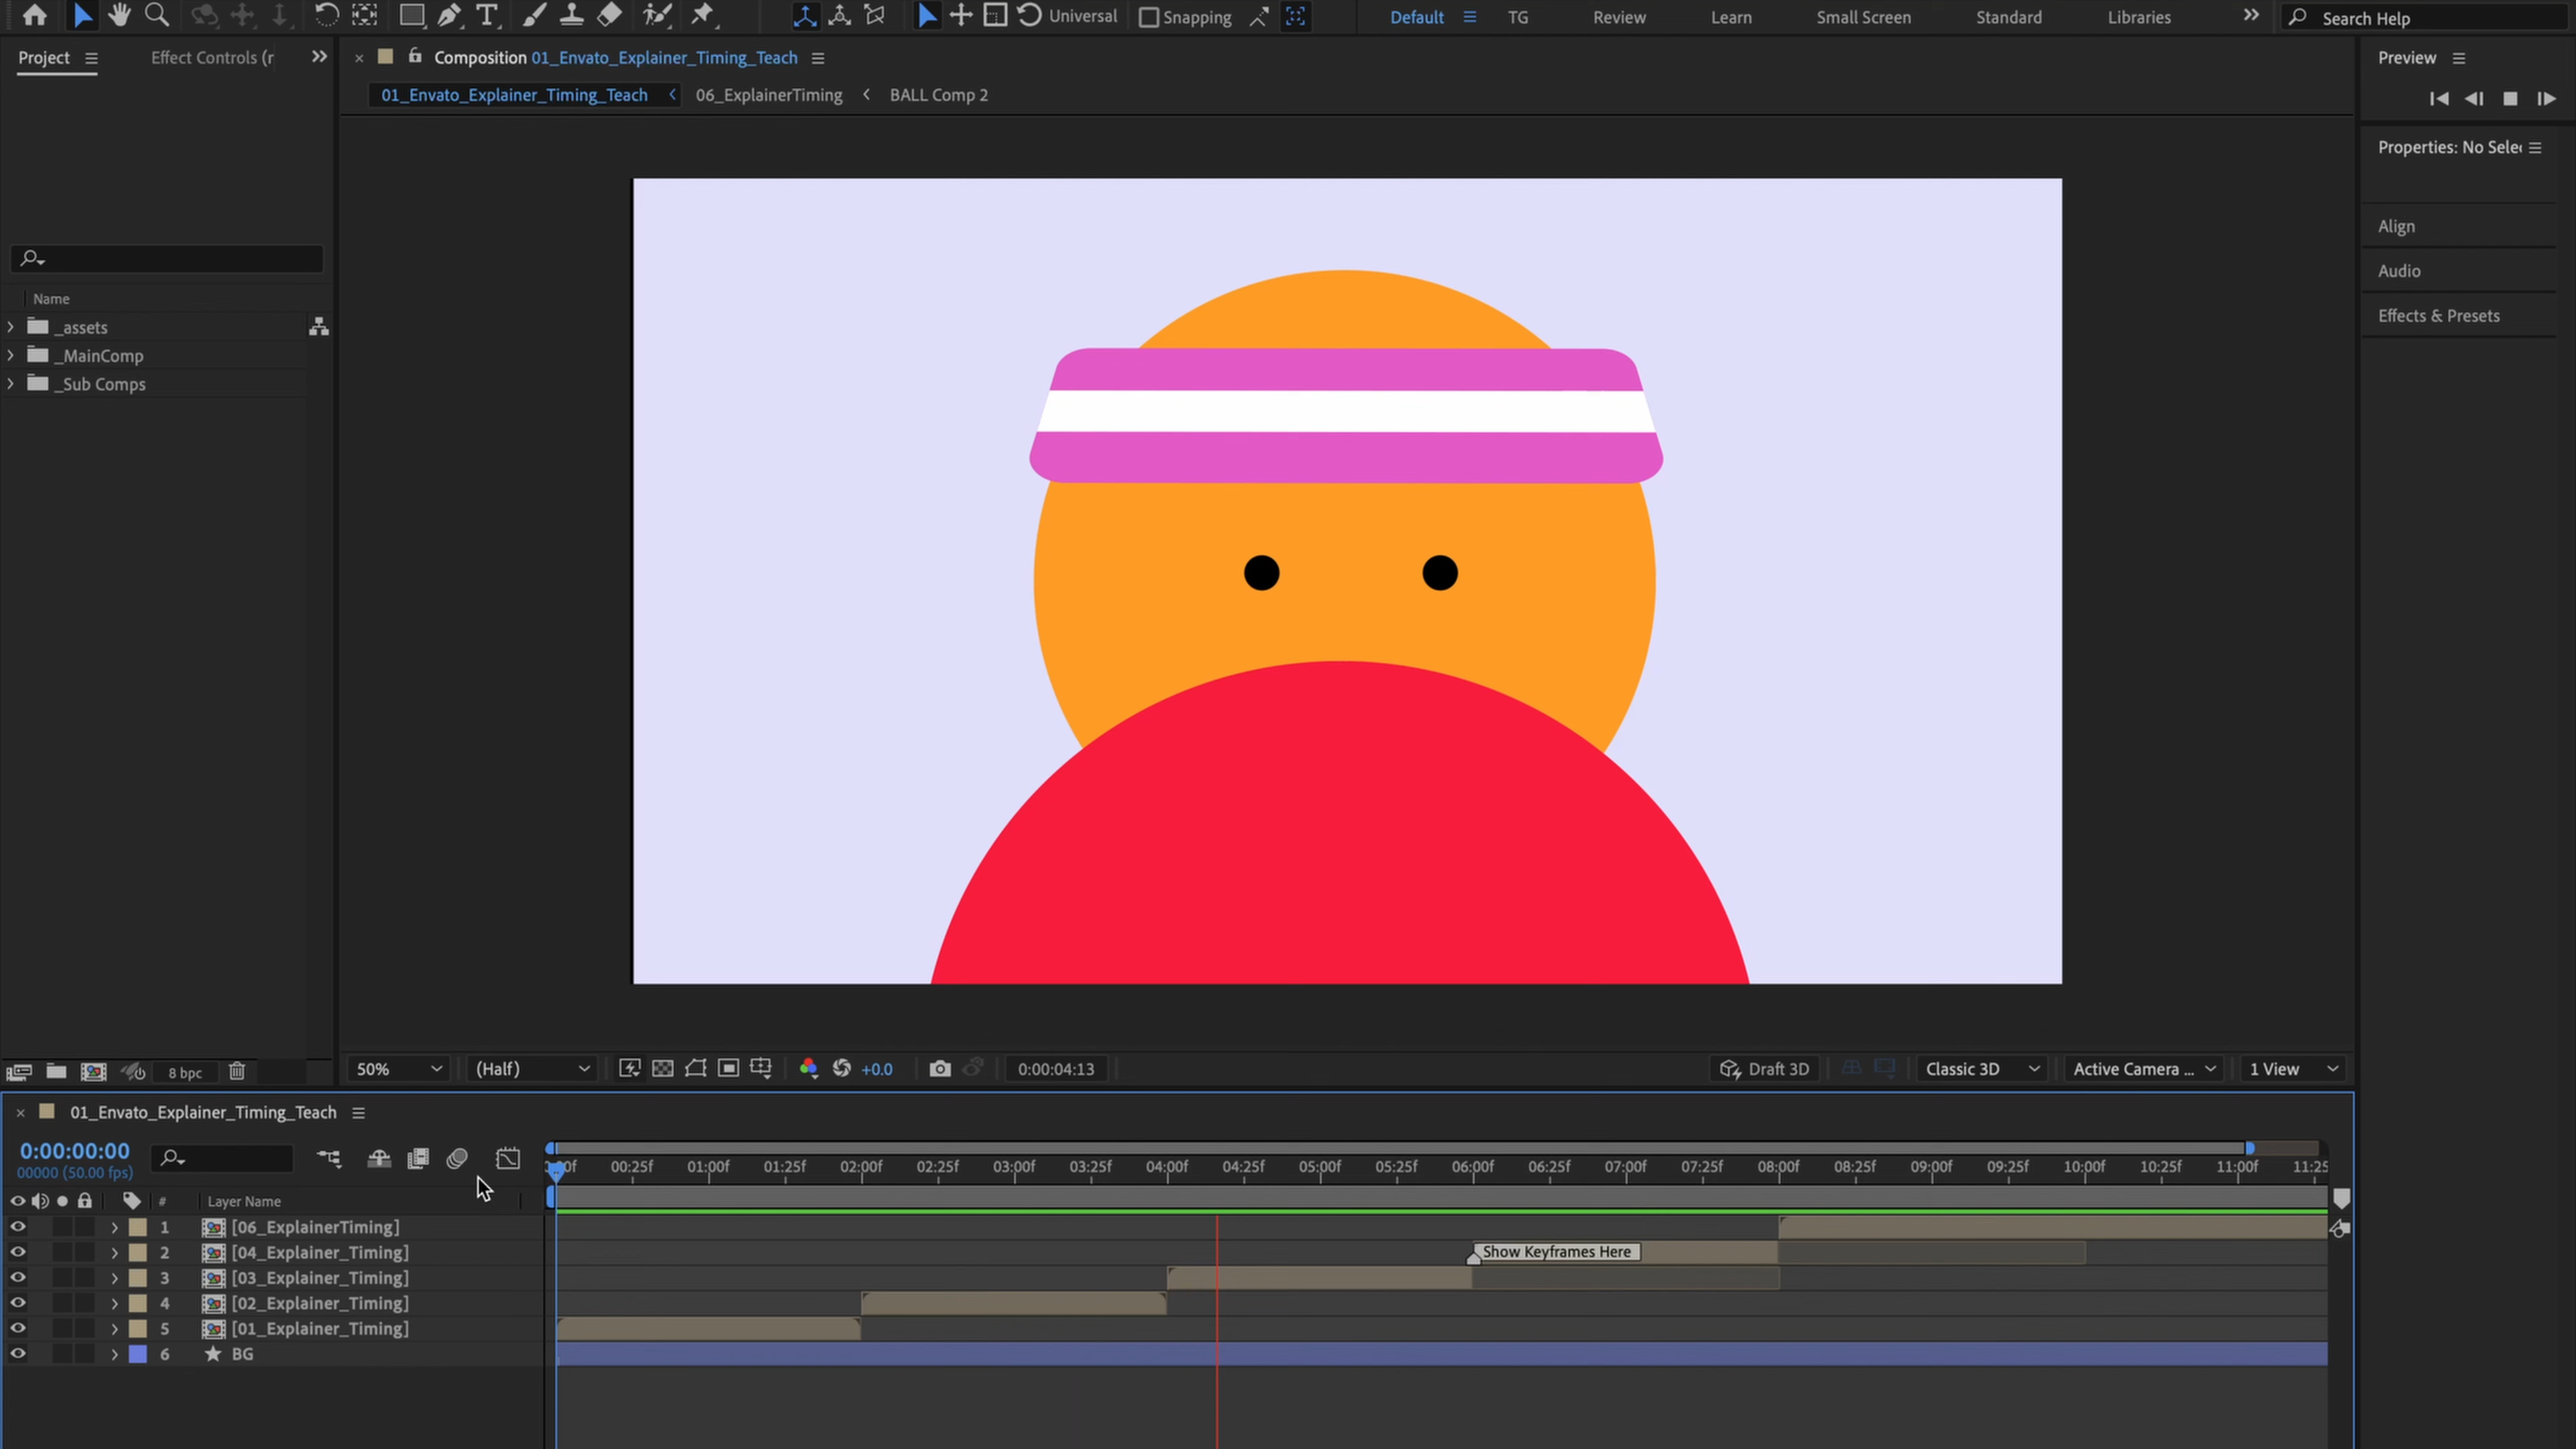 Universal Snapping Default TG Review Learn Small Screen Standard Libraries Search Help
Project Effect Controls (r Composition 01_Envato_Explainer_Timing_Teach Preview
01_Envato_Explainer_Timing_Teach 06_ExplainerTiming BALL Comp 2
Properties: No Sele
Align
Audio
Effects & Presets
Name
_assets
_MainComp
_Sub Comps
8 bpc 50% (Half) +0.0 0:00:04:13 Draft 3D Classic 3D Active Camera ... 1 View
01_Envato_Explainer_Timing_Teach
0:00:00:00
00000 (50.00 fps)
00f 00:25f 01:00f 01:25f 02:00f 02:25f 03:00f 03:25f 04:00f 04:25f 05:00f 05:25f 06:00f 06:25f 07:00f 07:25f 08:00f 08:25f 09:00f 09:25f 10:00f 10:25f 11:00f 11:25
# Layer Name
1 [06_ExplainerTiming]
2 [04_Explainer_Timing] Show Keyframes Here
3 [03_Explainer_Timing]
4 [02_Explainer_Timing]
5 [01_Explainer_Timing]
6 BG